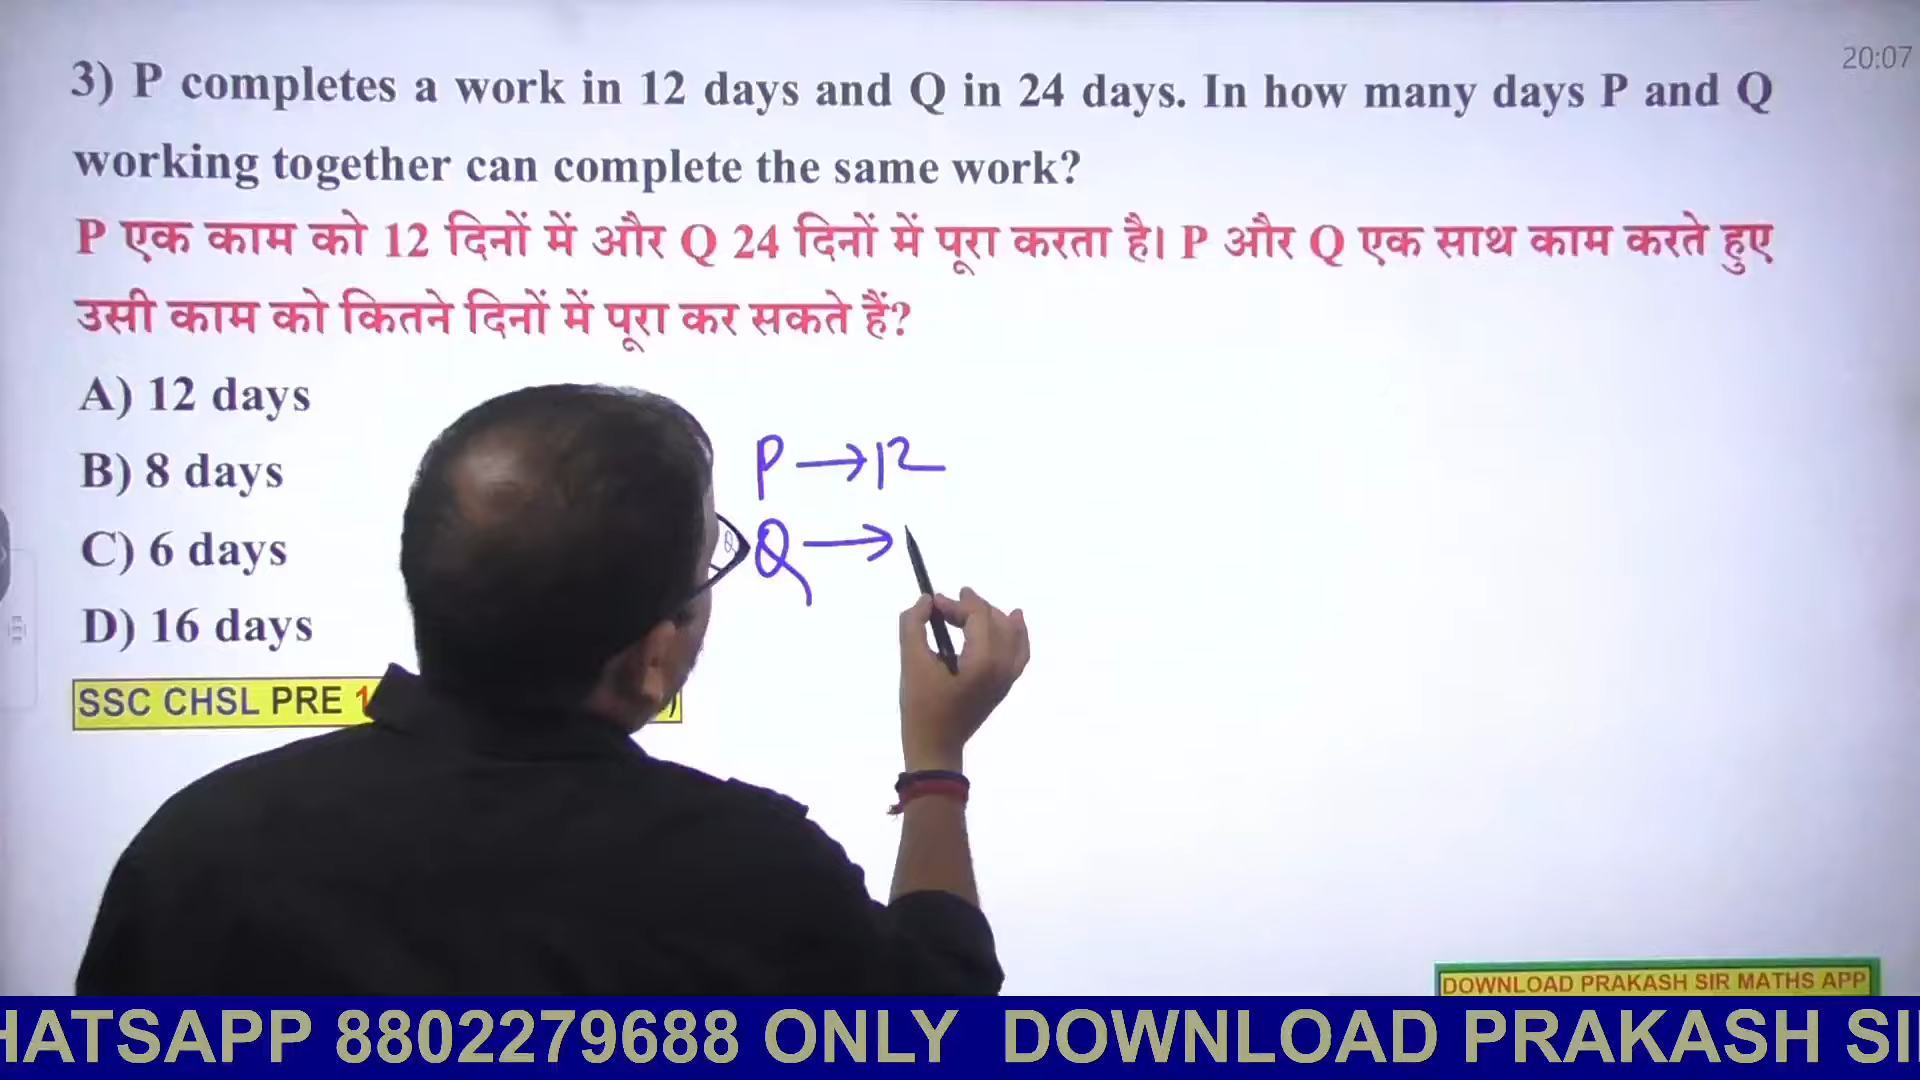 20:07
3) P completes a work in 12 days and Q in 24 days. In how many days P and Q
working together can complete the same work?
P एक काम को 12 दिनों में और Q 24 दिनों में पूरा करता है। P और Q एक साथ काम करते हुए
उसी काम को कितने दिनों में पूरा कर सकते हैं?
A) 12 days
B) 8 days
C) 6 days
D) 16 days
P → 12
Q →
SSC CHSL PRE
DOWNLOAD PRAKASH SIR MATHS APP
HATSAPP 8802279688 ONLY DOWNLOAD PRAKASH SI